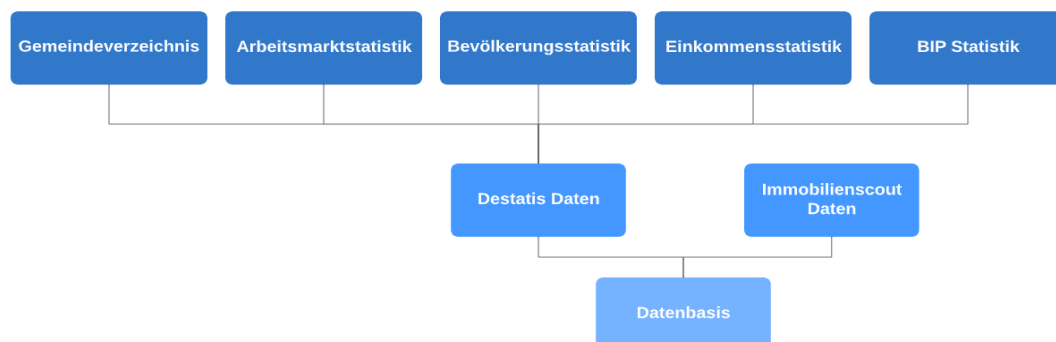 Gemeindeverzeichnis
Arbeitsmarktstatistik
Bevölkerungsstatistik
Einkommensstatistik
BIP Statistik
Destatis Daten
Immobilienscout
Daten
Datenbasis